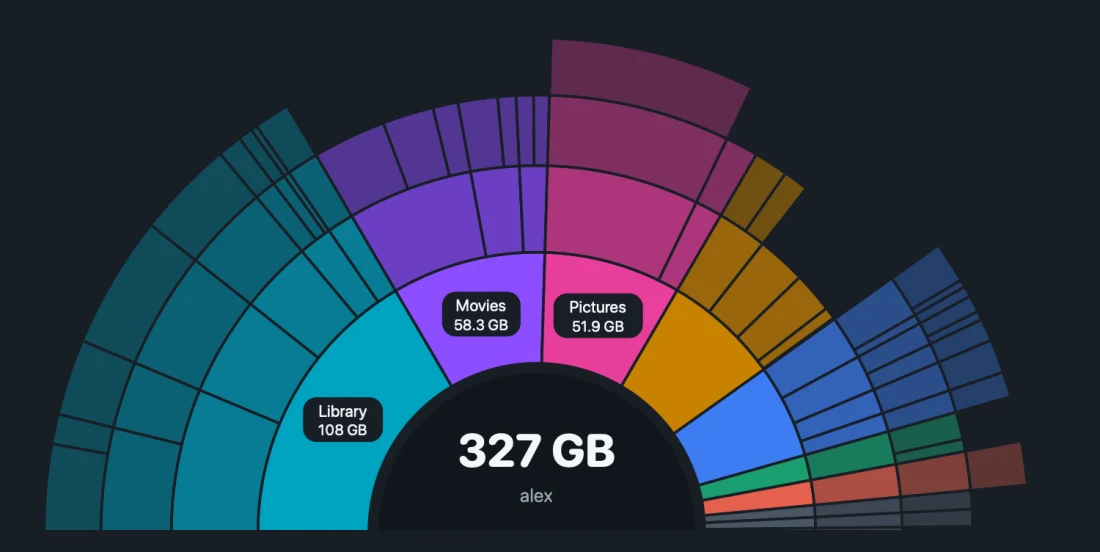 Movies
58.3 GB
Pictures
51.9 GB
Library
108 GB
327 GB
alex